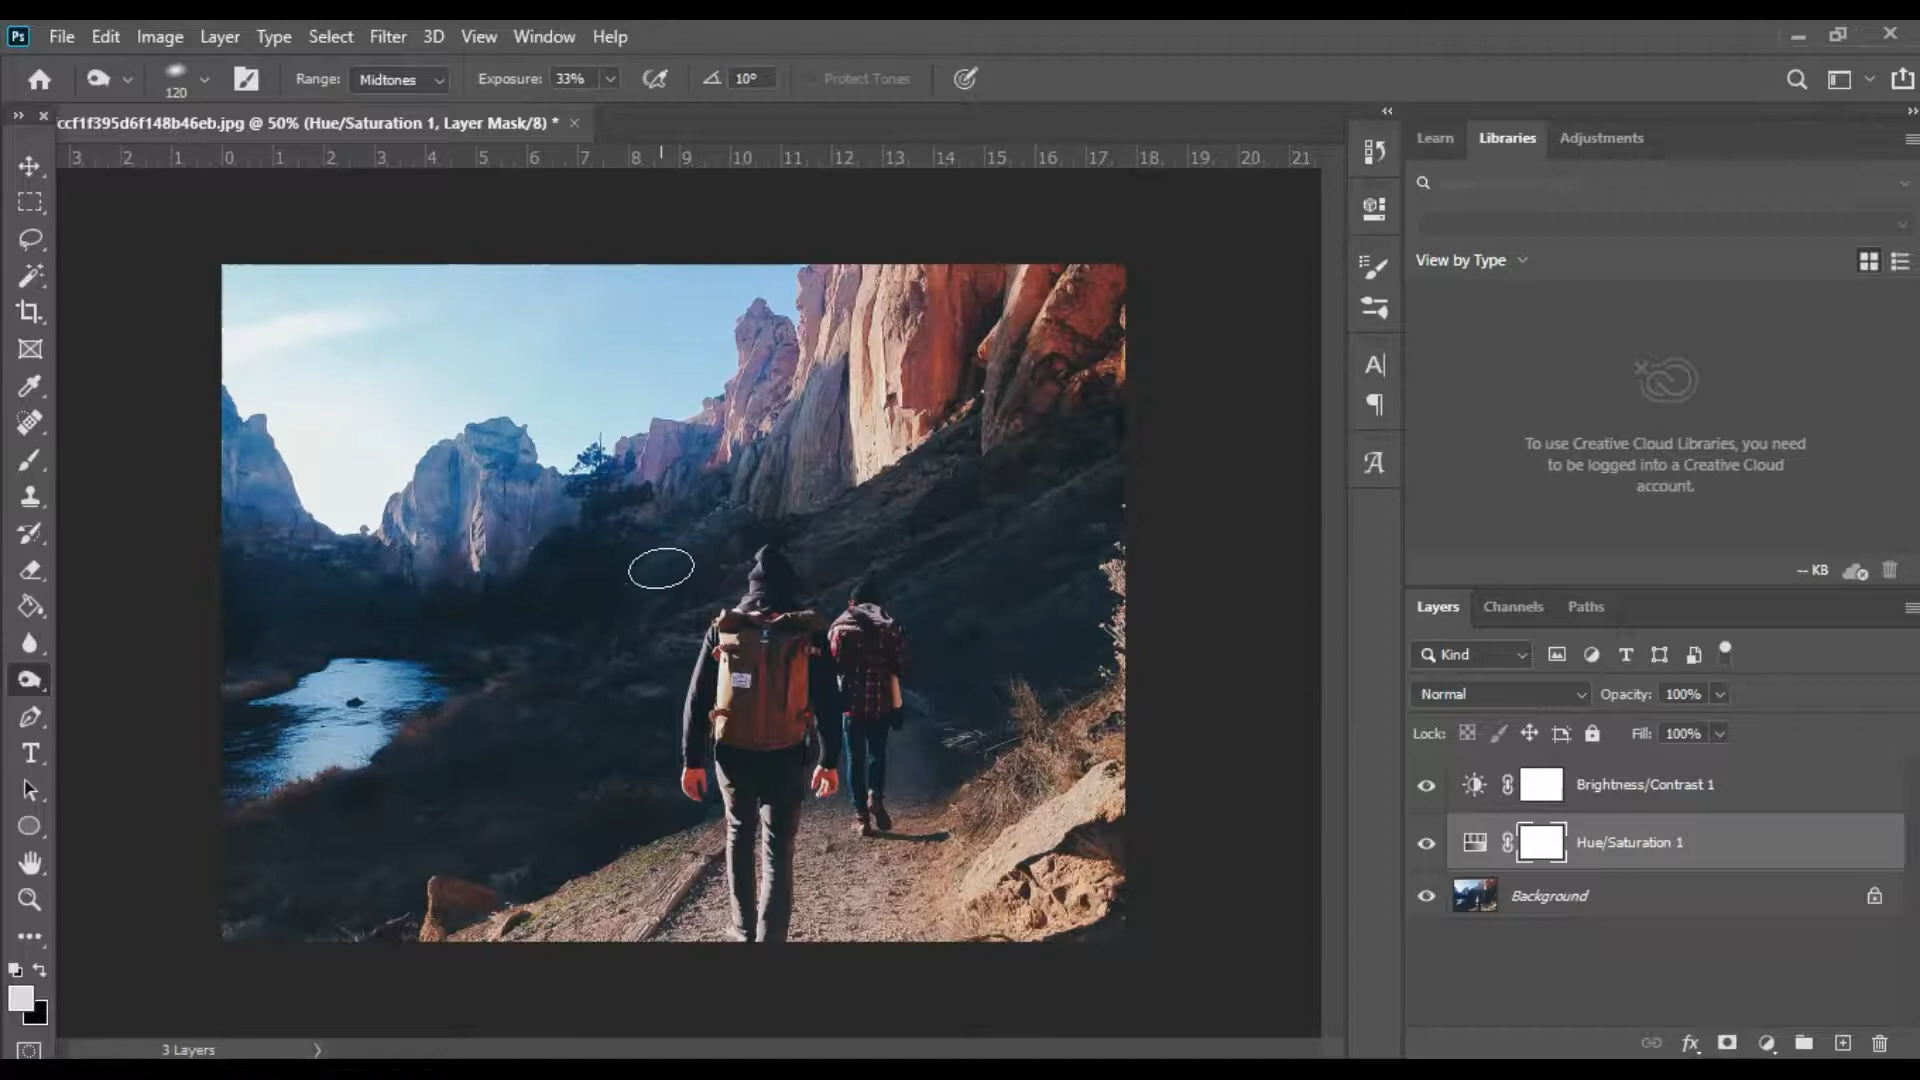 Ps File Edit Image Layer Type Select Filter 3D View Window Help
120 Range: Midtones Exposure: 33% 10° Protect Tones
ccf1f395d6f148b46eb.jpg @ 50% (Hue/Saturation 1, Layer Mask/8) *
3 2 1 0 1 2 3 4 5 6 7 8 9 10 11 12 13 14 15 16 17 18 19 20 21
Learn Libraries Adjustments
View by Type
To use Creative Cloud Libraries, you need
to be logged into a Creative Cloud
account.
-- KB
Layers Channels Paths
Kind
Normal Opacity: 100%
Lock: Fill: 100%
Brightness/Contrast 1
Hue/Saturation 1
Background
3 Layers